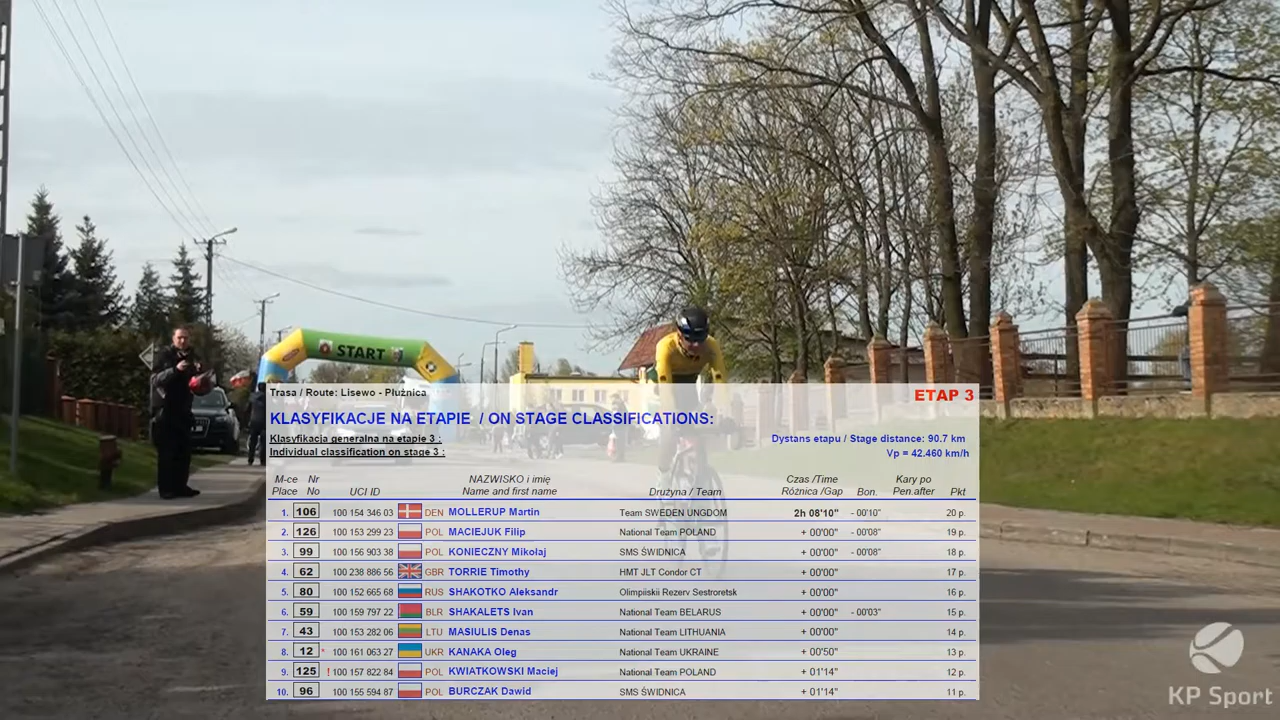 START
Trasa / Route: Lisewo - Płużnica
ETAP 3
KLASYFIKACJE NA ETAPIE / ON STAGE CLASSIFICATIONS:
Klasyfikacja generalna na etapie 3 :
Individual classification on stage 3 :
Dystans etapu / Stage distance: 90.7 km
Vp = 42.460 km/h
M-ce Nr NAZWISKO i imię Czas /Time Kary po
Place No UCI ID Name and first name Drużyna / Team Różnica /Gap Bon. Pen.after Pkt
1. 106 100 154 346 03 DEN MOLLERUP Martin Team SWEDEN UNGDOM 2h 08'10" - 00'10" 20 p.
2. 126 100 153 299 23 POL MACIEJUK Filip National Team POLAND + 00'00" - 00'08" 19 p.
3. 99 100 156 903 38 POL KONIECZNY Mikołaj SMS ŚWIDNICA + 00'00" - 00'08" 18 p.
4. 62 100 238 886 56 GBR TORRIE Timothy HMT JLT Condor CT + 00'00" 17 p.
5. 80 100 152 665 68 RUS SHAKOTKO Aleksandr Olimpiiskii Rezerv Sestroretsk + 00'00" 16 p.
6. 59 100 159 797 22 BLR SHAKALETS Ivan National Team BELARUS + 00'00" - 00'03" 15 p.
7. 43 100 153 282 06 LTU MASIULIS Denas National Team LITHUANIA + 00'00" 14 p.
8. 12 * 100 161 063 27 UKR KANAKA Oleg National Team UKRAINE + 00'50" 13 p.
9. 125 ! 100 157 822 84 POL KWIATKOWSKI Maciej National Team POLAND + 01'14" 12 p.
10. 96 100 155 594 87 POL BURCZAK Dawid SMS ŚWIDNICA + 01'14" 11 p.
KP Sport